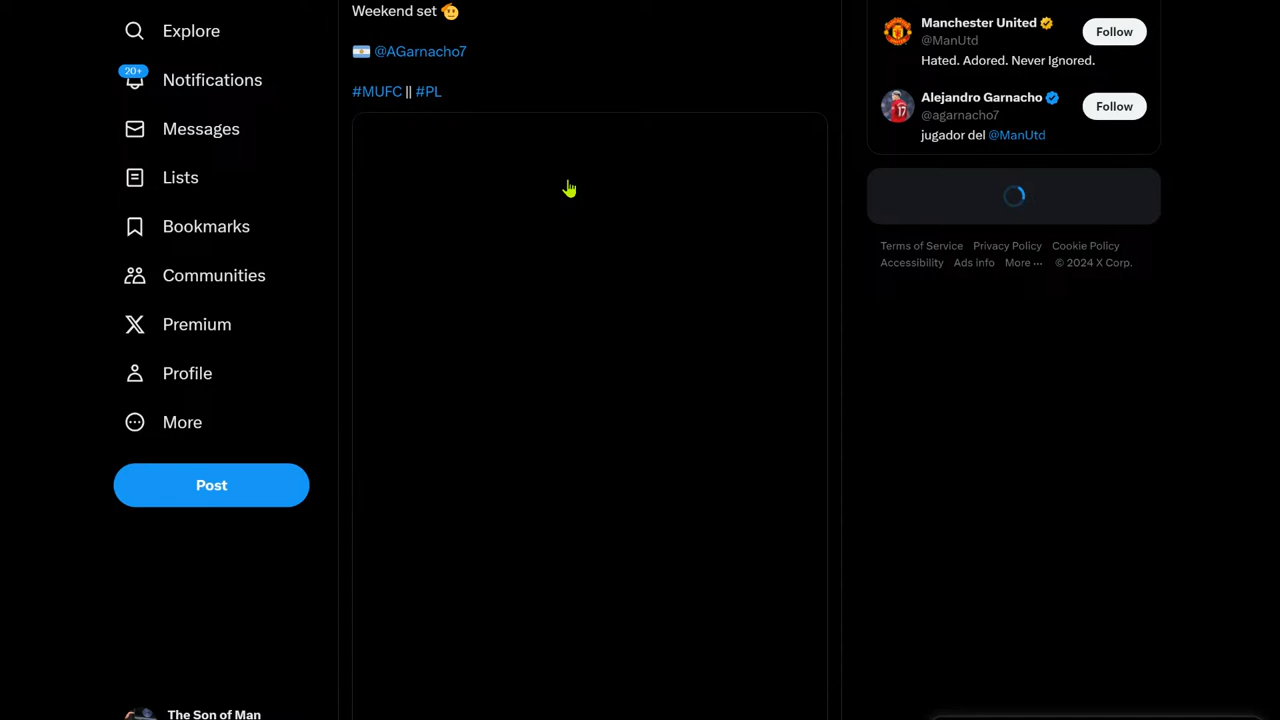 Explore
20+
Notifications
Messages
Lists
Bookmarks
Communities
Premium
Profile
More
Post
The Son of Man
Weekend set
@AGarnacho7
#MUFC || #PL
Manchester United
@ManUtd
Follow
Hated. Adored. Never Ignored.
Alejandro Garnacho
@agarnacho7
Follow
jugador del @ManUtd
Terms of Service Privacy Policy Cookie Policy
Accessibility Ads info More ··· © 2024 X Corp.